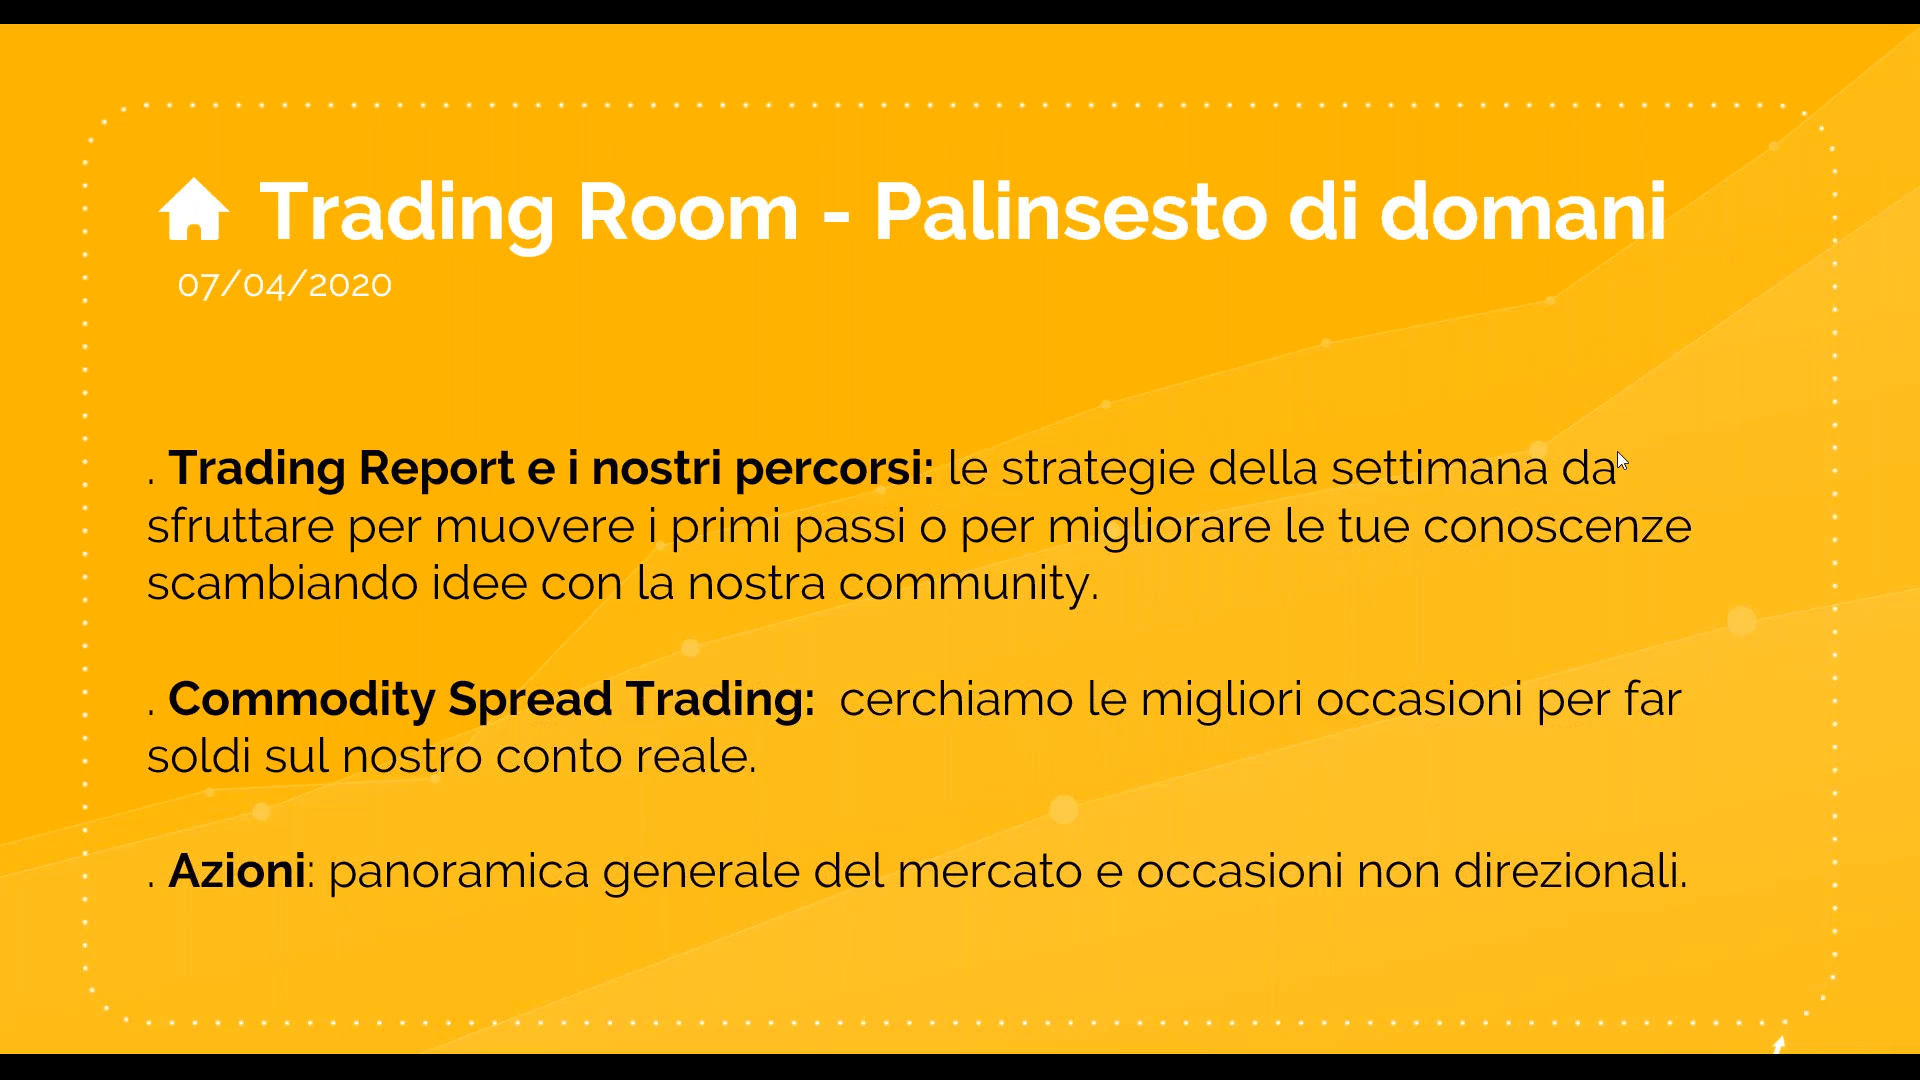 Trading Room - Palinsesto di domani
07/04/2020
. Trading Report e i nostri percorsi: le strategie della settimana da
sfruttare per muovere i primi passi o per migliorare le tue conoscenze
scambiando idee con la nostra community.
. Commodity Spread Trading:  cerchiamo le migliori occasioni per far
soldi sul nostro conto reale.
. Azioni: panoramica generale del mercato e occasioni non direzionali.